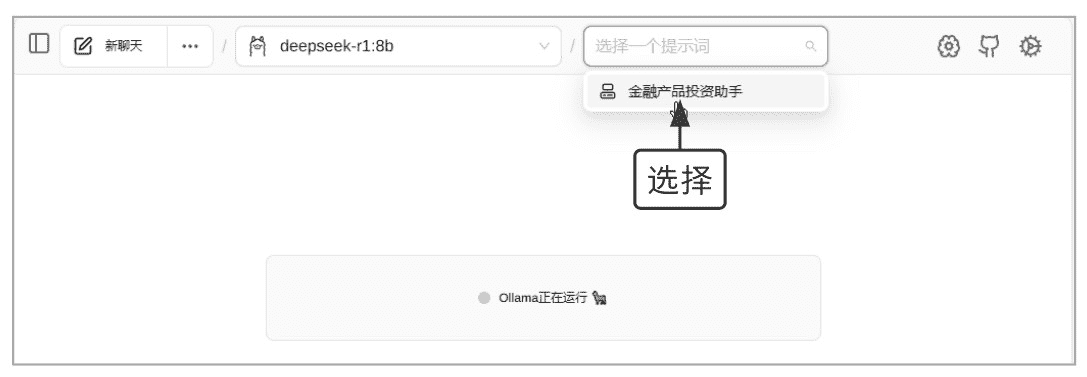 新聊天
···
/
deepseek-r1:8b
/
选择一个提示词
金融产品投资助手
选择
Ollama正在运行 🦙